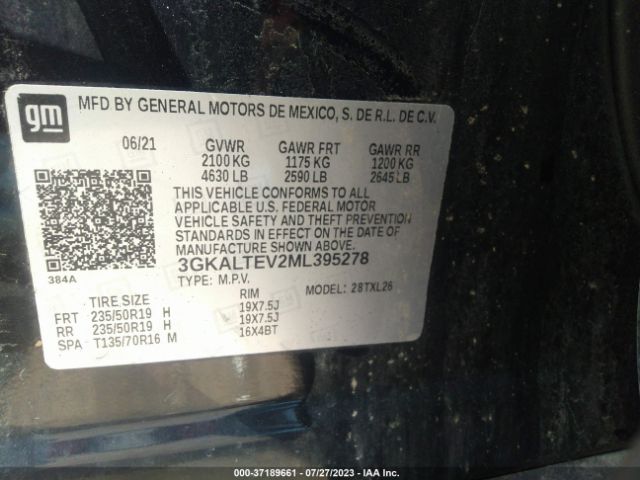 gm
MFD BY GENERAL MOTORS DE MEXICO, S. DE R.L. DE C.V.
06/21 GVWR GAWR FRT GAWR RR
2100 KG 1175 KG 1200 KG
4630 LB 2590 LB 2645 LB
THIS VEHICLE CONFORMS TO ALL
APPLICABLE U.S. FEDERAL MOTOR
VEHICLE SAFETY AND THEFT PREVENTION
STANDARDS IN EFFECT ON THE DATE OF
MANUFACTURE SHOWN ABOVE.
3GKALTEV2ML395278
384A
TYPE: M.P.V. MODEL: 28TXL26
TIRE SIZE RIM
FRT 235/50R19 H 19X7.5J
RR 235/50R19 H 19X7.5J
SPA T135/70R16 M 16X4BT
000-37189661 - 07/27/2023 - IAA Inc.